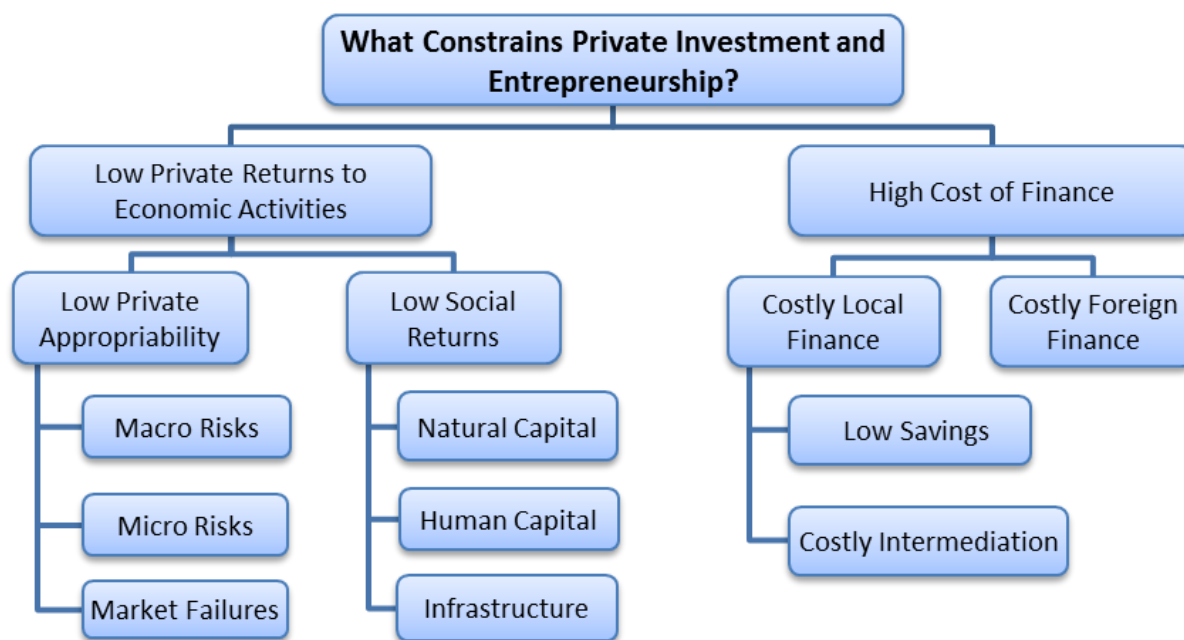 What Constrains Private Investment and
Entrepreneurship?
Low Private Returns to
Economic Activities
High Cost of Finance
Low Private
Appropriability
Low Social
Returns
Costly Local
Finance
Costly Foreign
Finance
Macro Risks
Micro Risks
Market Failures
Natural Capital
Human Capital
Infrastructure
Low Savings
Costly Intermediation